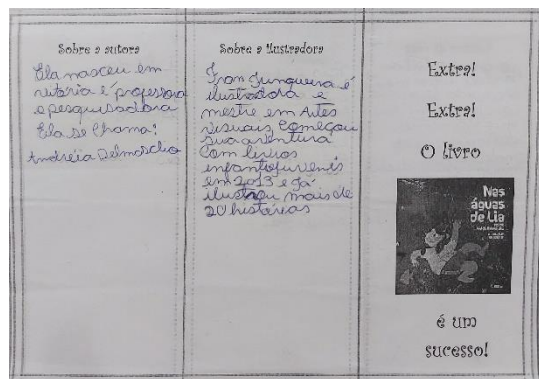 Sobre a autora
Ela nasceu em
vitória é professora
e pesquisadora
Ela se chama:
Andréia Delmaschio
Sobre a Ilustradora
Fran Junqueira é
ilustradora e
mestre em Artes
visuais, Começou
sua aventura
com livros
infantojuvenis
em 2013 e já
ilustrou mais de
20 histórias
Extra!
Extra!
O livro
Nas
águas
de Lia
é um
sucesso!